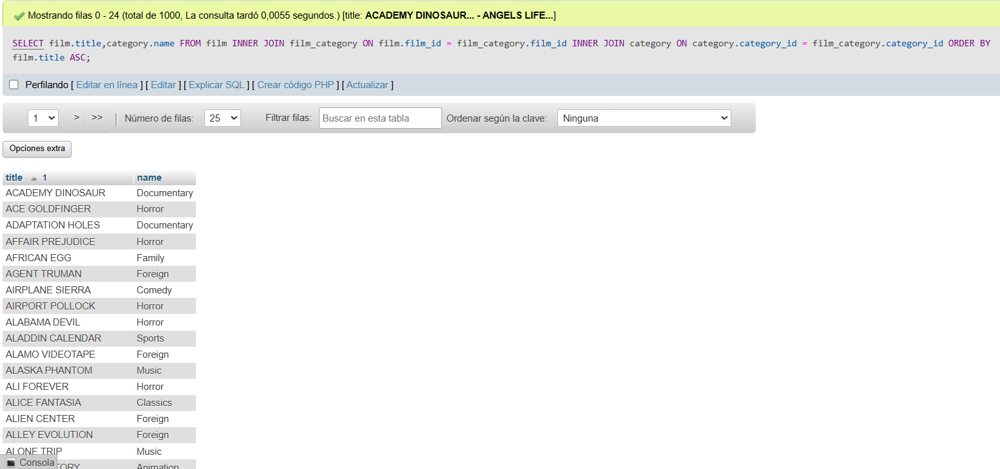 Mostrando filas 0 - 24 (total de 1000, La consulta tardó 0,0055 segundos.) [title: ACADEMY DINOSAUR... - ANGELS LIFE...]
SELECT film.title,category.name FROM film INNER JOIN film_category ON film.film_id = film_category.film_id INNER JOIN category ON category.category_id = film_category.category_id ORDER BY
film.title ASC;
Perfilando [ Editar en línea ] [ Editar ] [ Explicar SQL ] [ Crear código PHP ] [ Actualizar ]
1 > >> | Número de filas: 25 Filtrar filas: Buscar en esta tabla Ordenar según la clave: Ninguna
Opciones extra
title 1 name
ACADEMY DINOSAUR Documentary
ACE GOLDFINGER Horror
ADAPTATION HOLES Documentary
AFFAIR PREJUDICE Horror
AFRICAN EGG Family
AGENT TRUMAN Foreign
AIRPLANE SIERRA Comedy
AIRPORT POLLOCK Horror
ALABAMA DEVIL Horror
ALADDIN CALENDAR Sports
ALAMO VIDEOTAPE Foreign
ALASKA PHANTOM Music
ALI FOREVER Horror
ALICE FANTASIA Classics
ALIEN CENTER Foreign
ALLEY EVOLUTION Foreign
ALONE TRIP Music
Consola TORY Animation